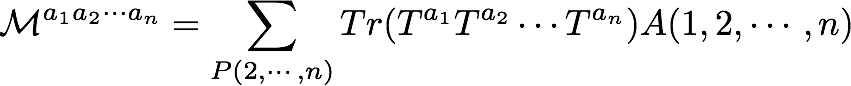 $\mathcal{M}^{a_1 a_2 \cdots a_n} = \sum_{P(2,\cdots,n)} Tr(T^{a_1} T^{a_2} \cdots T^{a_n}) A(1, 2, \cdots, n)$